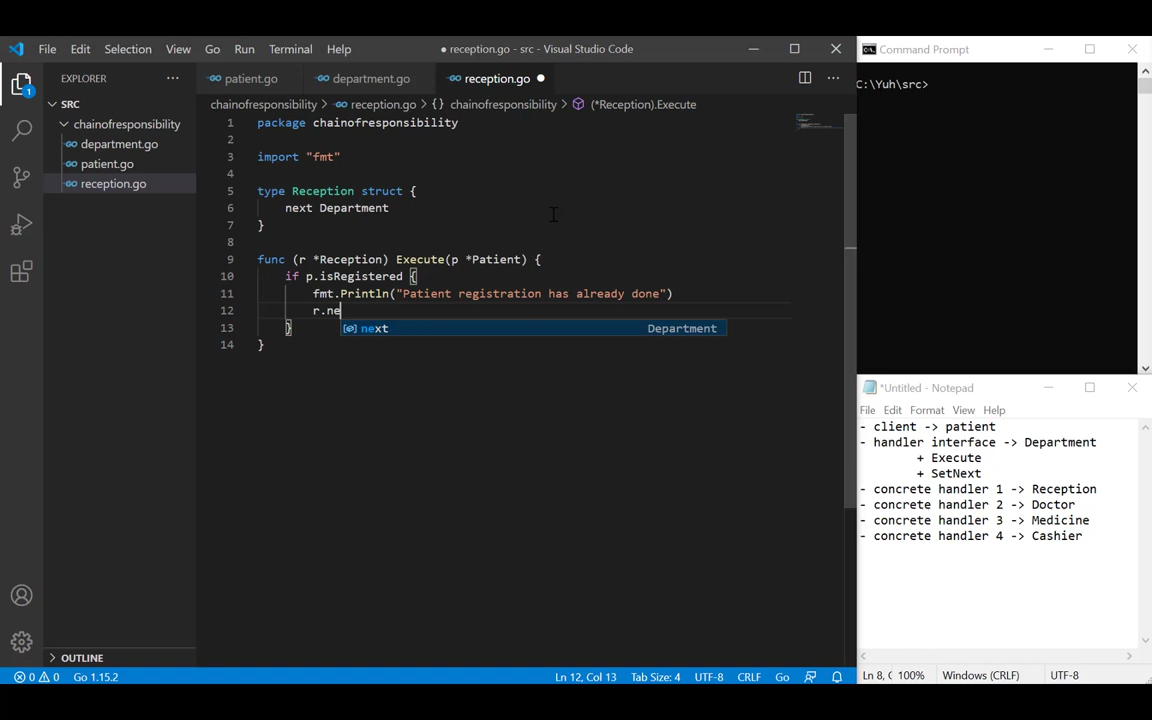 File Edit Selection View Go Run Terminal Help
● reception.go - src - Visual Studio Code
EXPLORER ···
SRC
chainofresponsibility
department.go
patient.go
reception.go
OUTLINE
1
patient.go department.go reception.go ●
chainofresponsibility > reception.go > {} chainofresponsibility > (*Reception).Execute
1 package chainofresponsibility
2
3 import "fmt"
4
5 type Reception struct {
6 next Department
7 }
8
9 func (r *Reception) Execute(p *Patient) {
10 if p.isRegistered {
11 fmt.Println("Patient registration has already done")
12 r.ne
next Department
13 }
14 }
0 0 Go 1.15.2 Ln 12, Col 13 Tab Size: 4 UTF-8 CRLF Go
Command Prompt
C:\Yuh\src>
*Untitled - Notepad
File Edit Format View Help
- client -> patient
- handler interface -> Department
+ Execute
+ SetNext
- concrete handler 1 -> Reception
- concrete handler 2 -> Doctor
- concrete handler 3 -> Medicine
- concrete handler 4 -> Cashier
Ln 8, C 100% Windows (CRLF) UTF-8